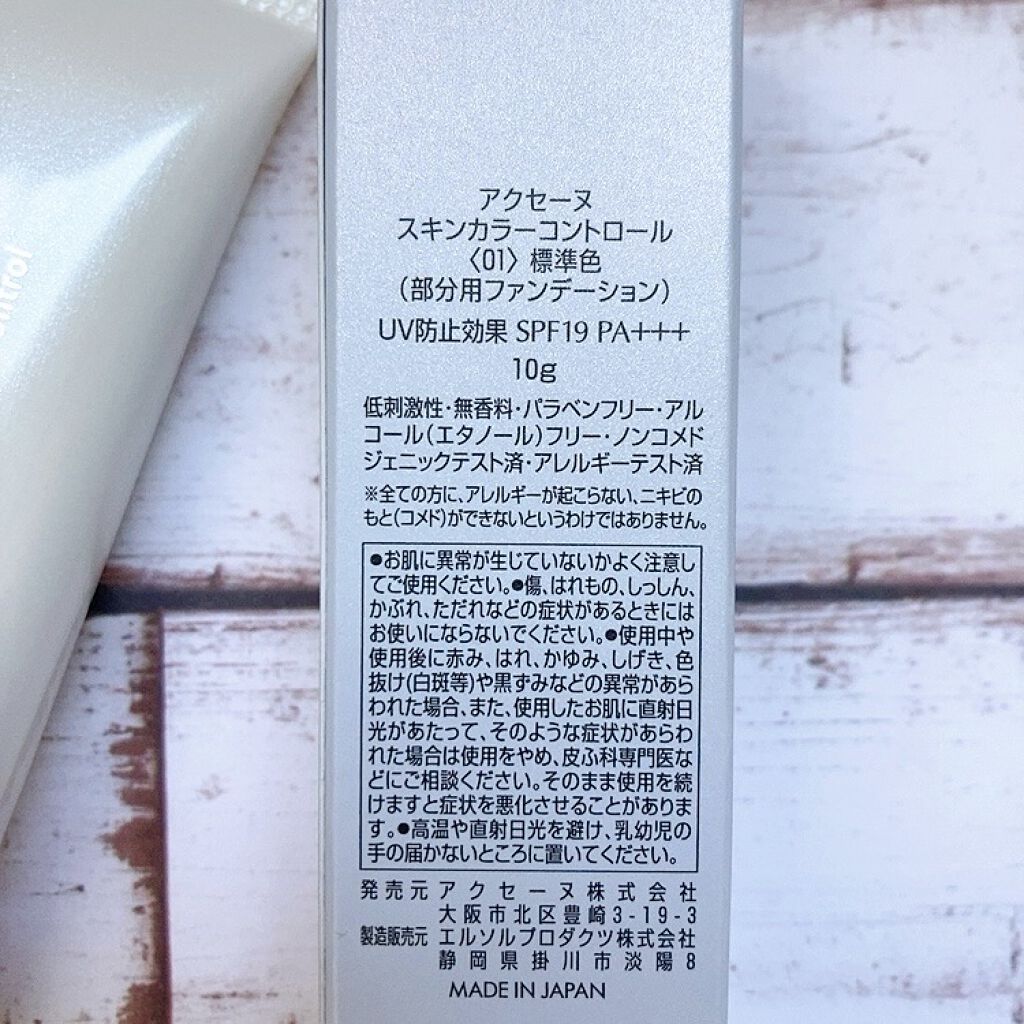 アクセーヌ
スキンカラーコントロール
〈01〉標準色
（部分用ファンデーション）
UV防止効果 SPF19 PA+++
10g
低刺激性・無香料・パラベンフリー・アル
コール（エタノール）フリー・ノンコメド
ジェニックテスト済・アレルギーテスト済
※全ての方に、アレルギーが起こらない、ニキビの
もと（コメド）ができないというわけではありません。
●お肌に異常が生じていないかよく注意し
てご使用ください。●傷、はれもの、しっしん、
かぶれ、ただれなどの症状があるときには
お使いにならないでください。●使用中や
使用後に赤み、はれ、かゆみ、しげき、色
抜け(白斑等)や黒ずみなどの異常があら
われた場合、また、使用したお肌に直射日
光があたって、そのような症状があらわ
れた場合は使用をやめ、皮ふ科専門医な
どにご相談ください。そのまま使用を続
けますと症状を悪化させることがありま
す。●高温や直射日光を避け、乳幼児の
手の届かないところに置いてください。
発売元 アクセーヌ株式会社
大阪市北区豊崎3-19-3
製造販売元 エルソルプロダクツ株式会社
静岡県掛川市淡陽8
MADE IN JAPAN